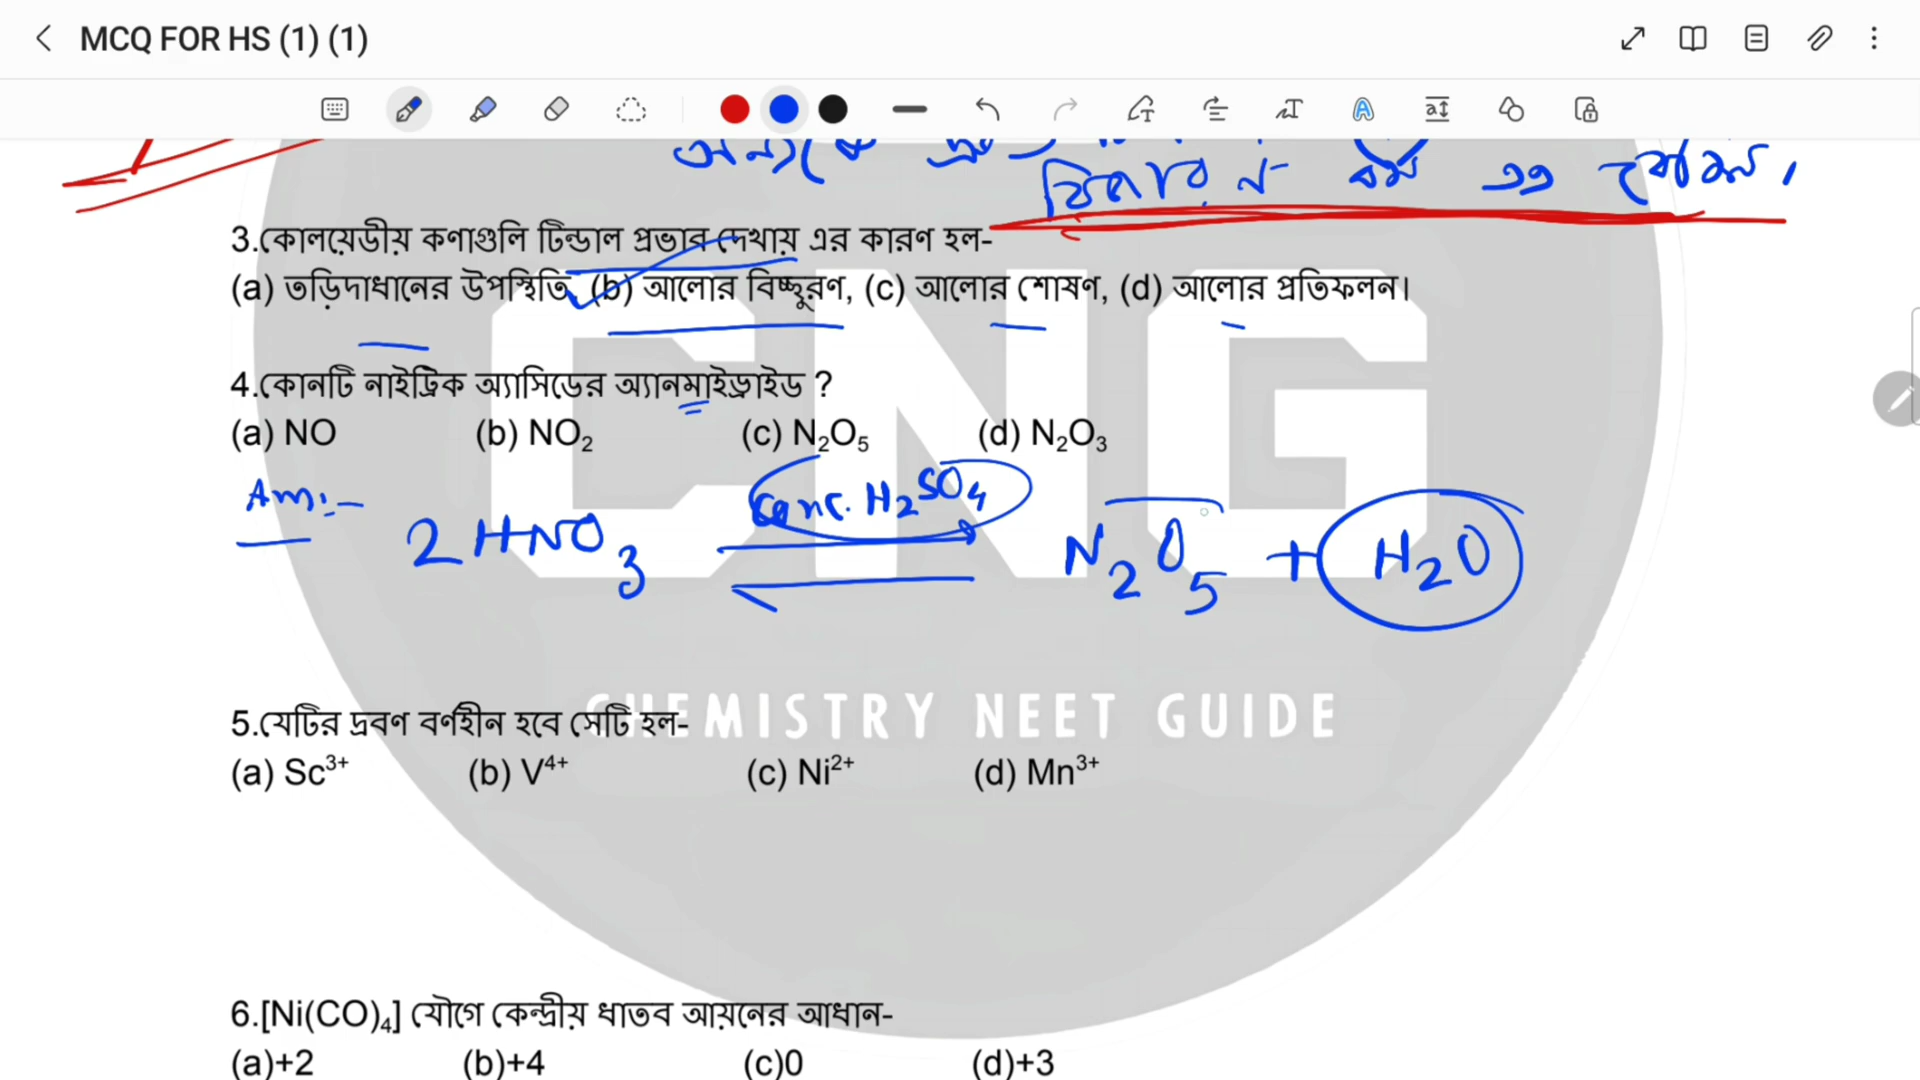 MCQ FOR HS (1) (1)
3.কোলয়েডীয় কণাগুলি টিন্ডাল প্রভাব দেখায় এর কারণ হল-
(a) তড়িদাধানের উপস্থিতি, (b) আলোর বিচ্ছুরণ, (c) আলোর শোষণ, (d) আলোর প্রতিফলন।
4.কোনটি নাইট্রিক অ্যাসিডের অ্যানমাইড্রাইড ?
(a) NO (b) NO₂ (c) N₂O₅ (d) N₂O₃
Ans:-
conc. H₂SO₄
2HNO₃ ⇌ N₂O₅ + H₂O
CNG
CHEMISTRY NEET GUIDE
5.যেটির দ্রবণ বর্ণহীন হবে সেটি হল-
(a) Sc³⁺ (b) V⁴⁺ (c) Ni²⁺ (d) Mn³⁺
6.[Ni(CO)₄] যৌগে কেন্দ্রীয় ধাতব আয়নের আধান-
(a)+2 (b)+4 (c)0 (d)+3